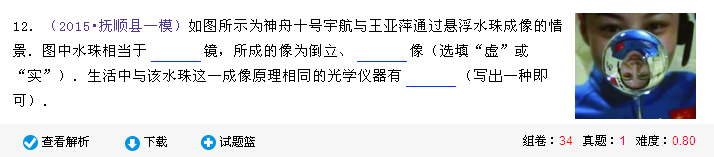 12. （2015•抚顺县一模）如图所示为神舟十号宇航与王亚萍通过悬浮水珠成像的情
景．图中水珠相当于______镜，所成的像为倒立、______像（选填“虚”或
“实”）．生活中与该水珠这一成像原理相同的光学仪器有______（写出一种即
可）．
查看解析 下载 试题篮 组卷：34 真题：1 难度：0.80